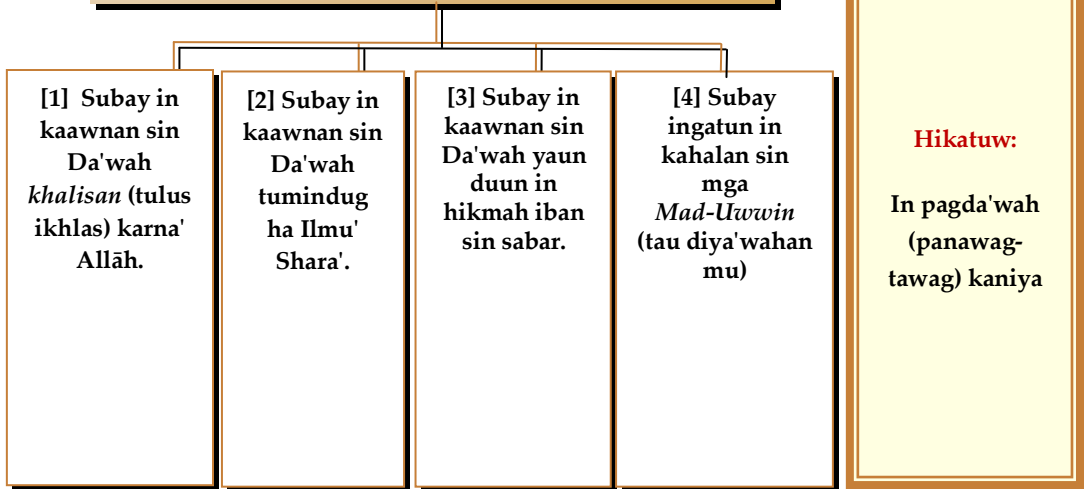 [1] Subay in
kaawnan sin
Da'wah
khalisan (tulus
ikhlas) karna'
Allāh.
[2] Subay in
kaawnan sin
Da'wah
tumindug
ha Ilmu'
Shara'.
[3] Subay in
kaawnan sin
Da'wah yaun
duun in
hikmah iban
sin sabar.
[4] Subay
ingatun in
kahalan sin
mga
Mad-Uwwin
(tau diya'wahan
mu)
Hikatuw:
In pagda'wah
(panawag-
tawag) kaniya